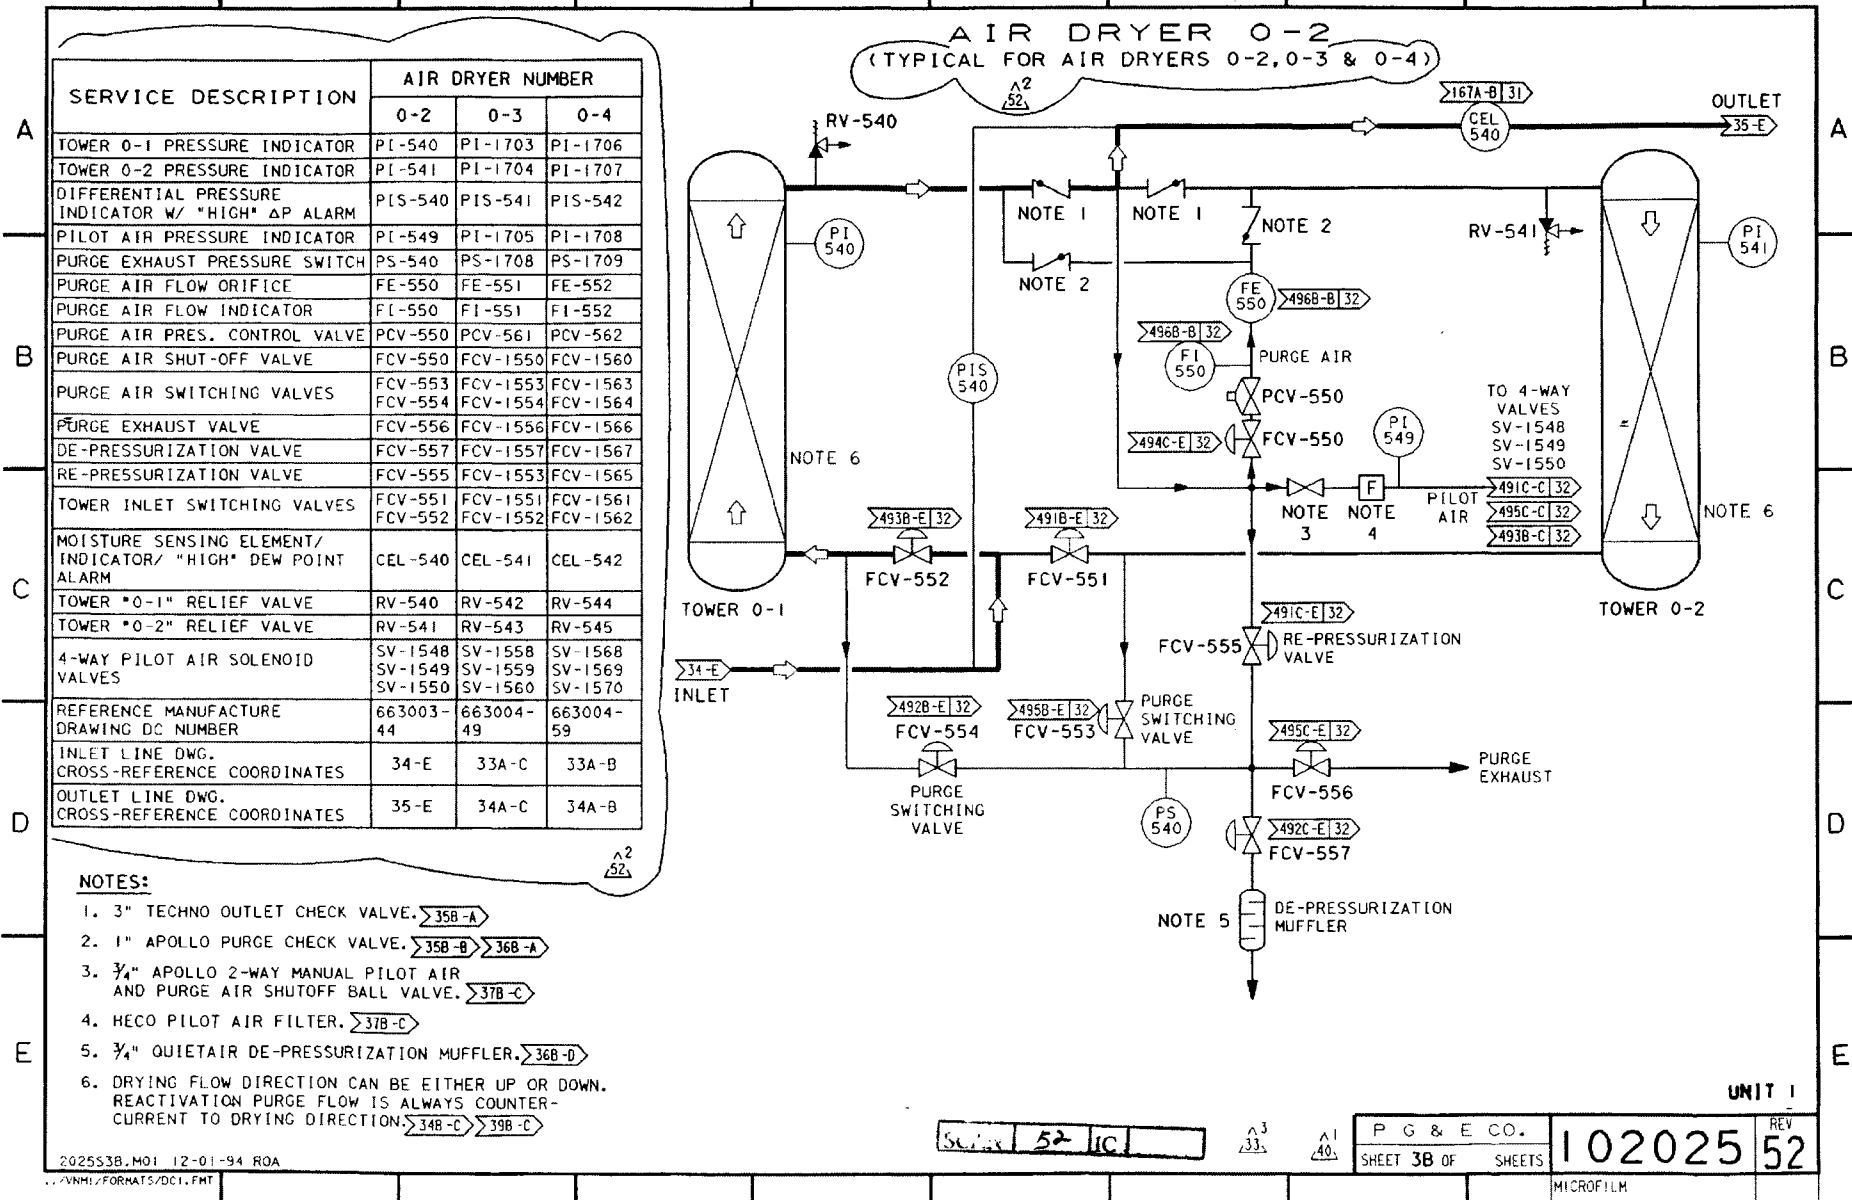 AIR DRYER 0-2
(TYPICAL FOR AIR DRYERS 0-2, 0-3 & 0-4)
2
52
SERVICE DESCRIPTION
AIR DRYER NUMBER
0-2 0-3 0-4
TOWER 0-1 PRESSURE INDICATOR PI-540 PI-1703 PI-1706
TOWER 0-2 PRESSURE INDICATOR PI-541 PI-1704 PI-1707
DIFFERENTIAL PRESSURE
INDICATOR W/ "HIGH" ΔP ALARM PIS-540 PIS-541 PIS-542
PILOT AIR PRESSURE INDICATOR PI-549 PI-1705 PI-1708
PURGE EXHAUST PRESSURE SWITCH PS-540 PS-1708 PS-1709
PURGE AIR FLOW ORIFICE FE-550 FE-551 FE-552
PURGE AIR FLOW INDICATOR FI-550 FI-551 FI-552
PURGE AIR PRES. CONTROL VALVE PCV-550 PCV-561 PCV-562
PURGE AIR SHUT-OFF VALVE FCV-550 FCV-1550 FCV-1560
PURGE AIR SWITCHING VALVES
FCV-553 FCV-1553 FCV-1563
FCV-554 FCV-1554 FCV-1564
PURGE EXHAUST VALVE FCV-556 FCV-1556 FCV-1566
DE-PRESSURIZATION VALVE FCV-557 FCV-1557 FCV-1567
RE-PRESSURIZATION VALVE FCV-555 FCV-1553 FCV-1565
TOWER INLET SWITCHING VALVES
FCV-551 FCV-1551 FCV-1561
FCV-552 FCV-1552 FCV-1562
MOISTURE SENSING ELEMENT/
INDICATOR/ "HIGH" DEW POINT
ALARM
CEL-540 CEL-541 CEL-542
TOWER "0-1" RELIEF VALVE RV-540 RV-542 RV-544
TOWER "0-2" RELIEF VALVE RV-541 RV-543 RV-545
4-WAY PILOT AIR SOLENOID
VALVES
SV-1548 SV-1558 SV-1568
SV-1549 SV-1559 SV-1569
SV-1550 SV-1560 SV-1570
REFERENCE MANUFACTURE
DRAWING DC NUMBER
663003- 663004- 663004-
44 49 59
INLET LINE DWG.
CROSS-REFERENCE COORDINATES 34-E 33A-C 33A-B
OUTLET LINE DWG.
CROSS-REFERENCE COORDINATES 35-E 34A-C 34A-B
2
52
NOTES:
1. 3" TECHNO OUTLET CHECK VALVE. 35B-A
2. 1" APOLLO PURGE CHECK VALVE. 35B-B 36B-A
3. ¾" APOLLO 2-WAY MANUAL PILOT AIR
AND PURGE AIR SHUTOFF BALL VALVE. 37B-C
4. HECO PILOT AIR FILTER. 37B-C
5. ¾" QUIETAIR DE-PRESSURIZATION MUFFLER. 36B-D
6. DRYING FLOW DIRECTION CAN BE EITHER UP OR DOWN.
REACTIVATION PURGE FLOW IS ALWAYS COUNTER-
CURRENT TO DRYING DIRECTION. 34B-C 39B-C
2025S3B.M01 12-01-94 ROA
../VNM1/FORMATS/DC1.FMT
A
B
C
D
E
RV-540
167A-B 31
CEL
540
OUTLET
35-E
NOTE 1
NOTE 1
NOTE 2
NOTE 2
RV-541
PI
540
PI
541
FE
550
496B-B 32
496B-B 32
FI
550
PURGE AIR
PIS
540
PCV-550
494C-E 32
FCV-550
PI
549
TO 4-WAY
VALVES
SV-1548
SV-1549
SV-1550
491C-C 32
495C-C 32
493B-C 32
PILOT
AIR
NOTE
3
F
NOTE
4
NOTE 6
NOTE 6
493B-E 32
FCV-552
491B-E 32
FCV-551
TOWER 0-1
TOWER 0-2
34-E
INLET
491C-E 32
FCV-555
RE-PRESSURIZATION
VALVE
492B-E 32
FCV-554
PURGE
SWITCHING
VALVE
495B-E 32
FCV-553
PURGE
SWITCHING
VALVE
PS
540
495C-E 32
FCV-556
PURGE
EXHAUST
492C-E 32
FCV-557
NOTE 5
DE-PRESSURIZATION
MUFFLER
A
B
C
D
E
UNIT 1
52 IC
3
33
1
40
P G & E CO.
SHEET 3B OF SHEETS
102025
REV
52
MICROFILM